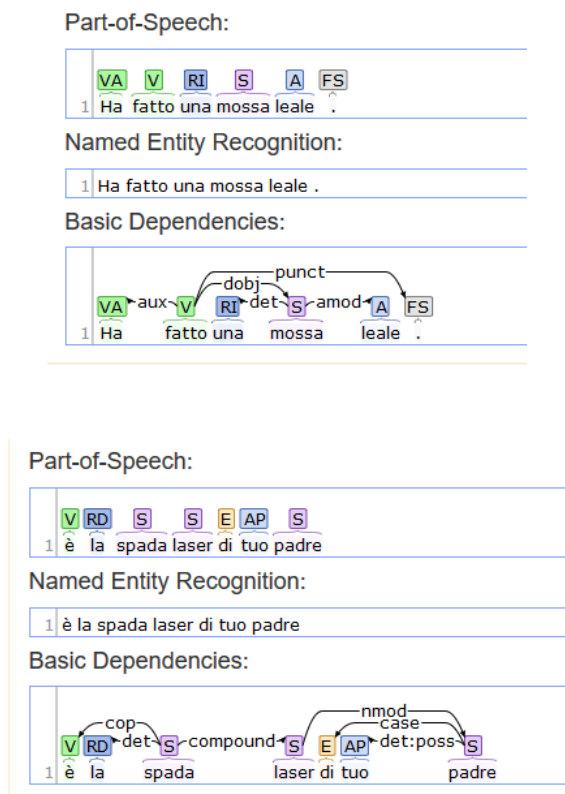 Part-of-Speech:
VA V RI S A FS
1 Ha fatto una mossa leale .
Named Entity Recognition:
1 Ha fatto una mossa leale .
Basic Dependencies:
punct
dobj
VA aux V RI det S amod A FS
1 Ha fatto una mossa leale .
Part-of-Speech:
V RD S S E AP S
1 è la spada laser di tuo padre
Named Entity Recognition:
1 è la spada laser di tuo padre
Basic Dependencies:
nmod
cop case
V RD det S compound S E AP det:poss S
1 è la spada laser di tuo padre